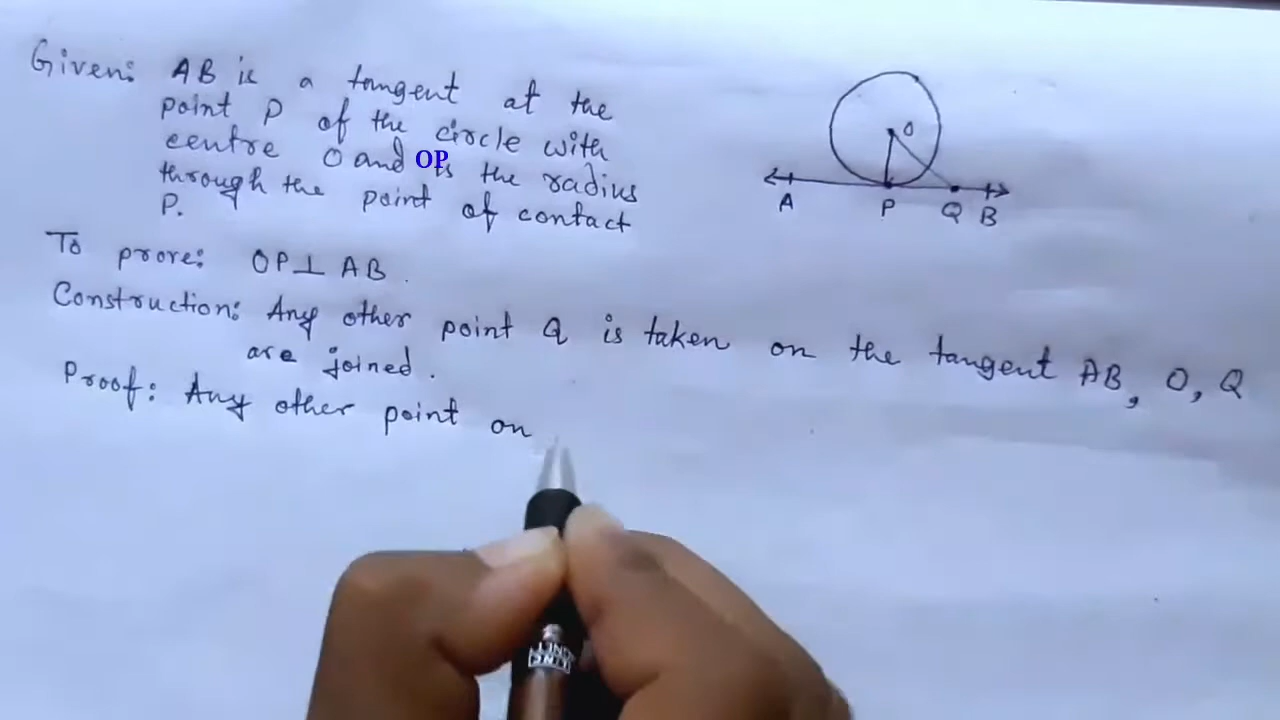 Given: AB is a tangent at the
point P of the circle with
centre O and OP is the radius
through the point of contact
P.
O
A P Q B
To prove: OP⊥ AB.
Construction: Any other point Q is taken on the tangent AB, O, Q
are joined.
Proof: Any other point on